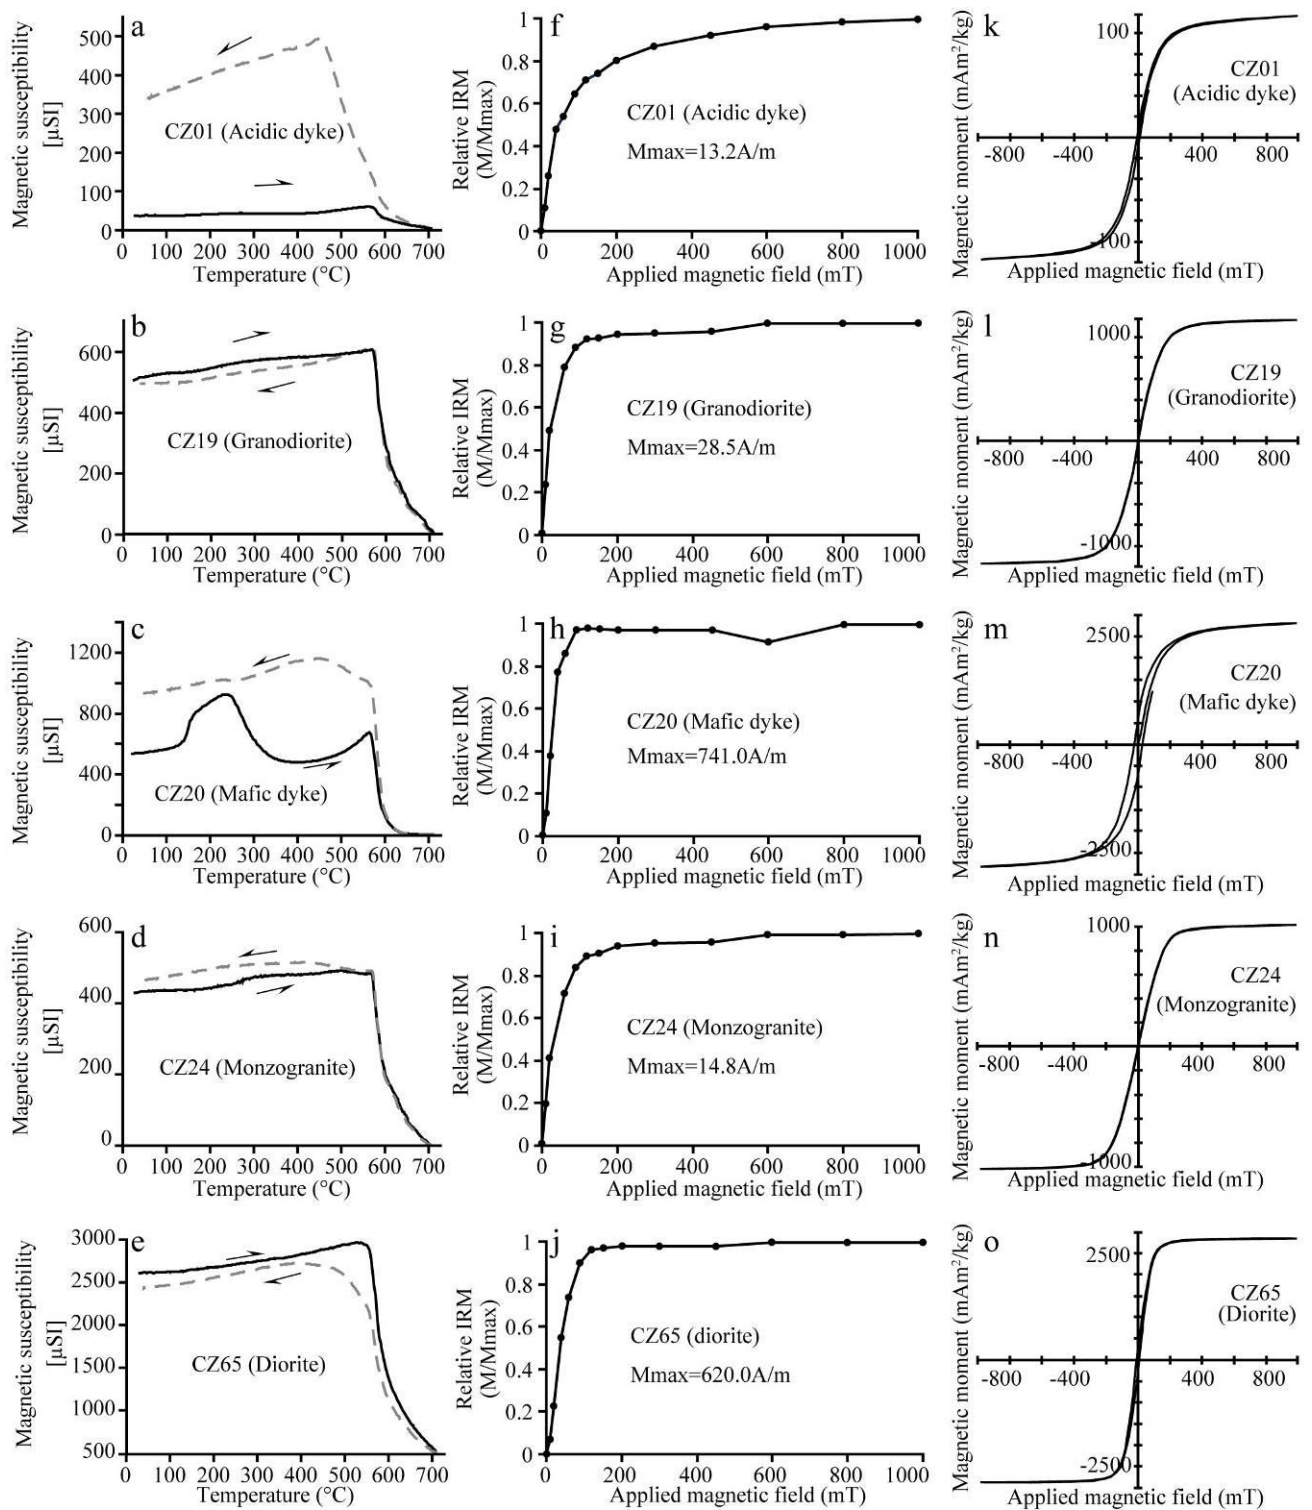 a
Magnetic susceptibility
[µSI]
500
400
300
200
100
0
CZ01 (Acidic dyke)
0 100 200 300 400 500 600 700
Temperature (°C)
f
Relative IRM
(M/Mmax)
1
0.8
0.6
0.4
0.2
0
CZ01 (Acidic dyke)
Mmax=13.2A/m
0 200 400 600 800 1000
Applied magnetic field (mT)
k
Magnetic moment (mAm²/kg)
100
CZ01
(Acidic dyke)
-800 -400 400 800
-100
Applied magnetic field (mT)
b
Magnetic susceptibility
[µSI]
600
400
200
0
CZ19 (Granodiorite)
0 100 200 300 400 500 600 700
Temperature (°C)
g
Relative IRM
(M/Mmax)
1
0.8
0.6
0.4
0.2
0
CZ19 (Granodiorite)
Mmax=28.5A/m
0 200 400 600 800 1000
Applied magnetic field (mT)
l
Magnetic moment (mAm²/kg)
1000
CZ19
(Granodiorite)
-800 -400 400 800
-1000
Applied magnetic field (mT)
c
Magnetic susceptibility
[µSI]
1200
800
400
0
CZ20 (Mafic dyke)
0 100 200 300 400 500 600 700
Temperature (°C)
h
Relative IRM
(M/Mmax)
1
0.8
0.6
0.4
0.2
0
CZ20 (Mafic dyke)
Mmax=741.0A/m
0 200 400 600 800 1000
Applied magnetic field (mT)
m
Magnetic moment (mAm²/kg)
2500
CZ20
(Mafic dyke)
-800 -400 400 800
-2500
Applied magnetic field (mT)
d
Magnetic susceptibility
[µSI]
600
400
200
0
CZ24 (Monzogranite)
0 100 200 300 400 500 600 700
Temperature (°C)
i
Relative IRM
(M/Mmax)
1
0.8
0.6
0.4
0.2
0
CZ24 (Monzogranite)
Mmax=14.8A/m
0 200 400 600 800 1000
Applied magnetic field (mT)
n
Magnetic moment (mAm²/kg)
1000
CZ24
(Monzogranite)
-800 -400 400 800
-1000
Applied magnetic field (mT)
e
Magnetic susceptibility
[µSI]
3000
2500
2000
1500
1000
500
CZ65 (Diorite)
0 100 200 300 400 500 600 700
Temperature (°C)
j
Relative IRM
(M/Mmax)
1
0.8
0.6
0.4
0.2
0
CZ65 (diorite)
Mmax=620.0A/m
0 200 400 600 800 1000
Applied magnetic field (mT)
o
Magnetic moment (mAm²/kg)
2500
CZ65
(Diorite)
-800 -400 400 800
-2500
Applied magnetic field (mT)